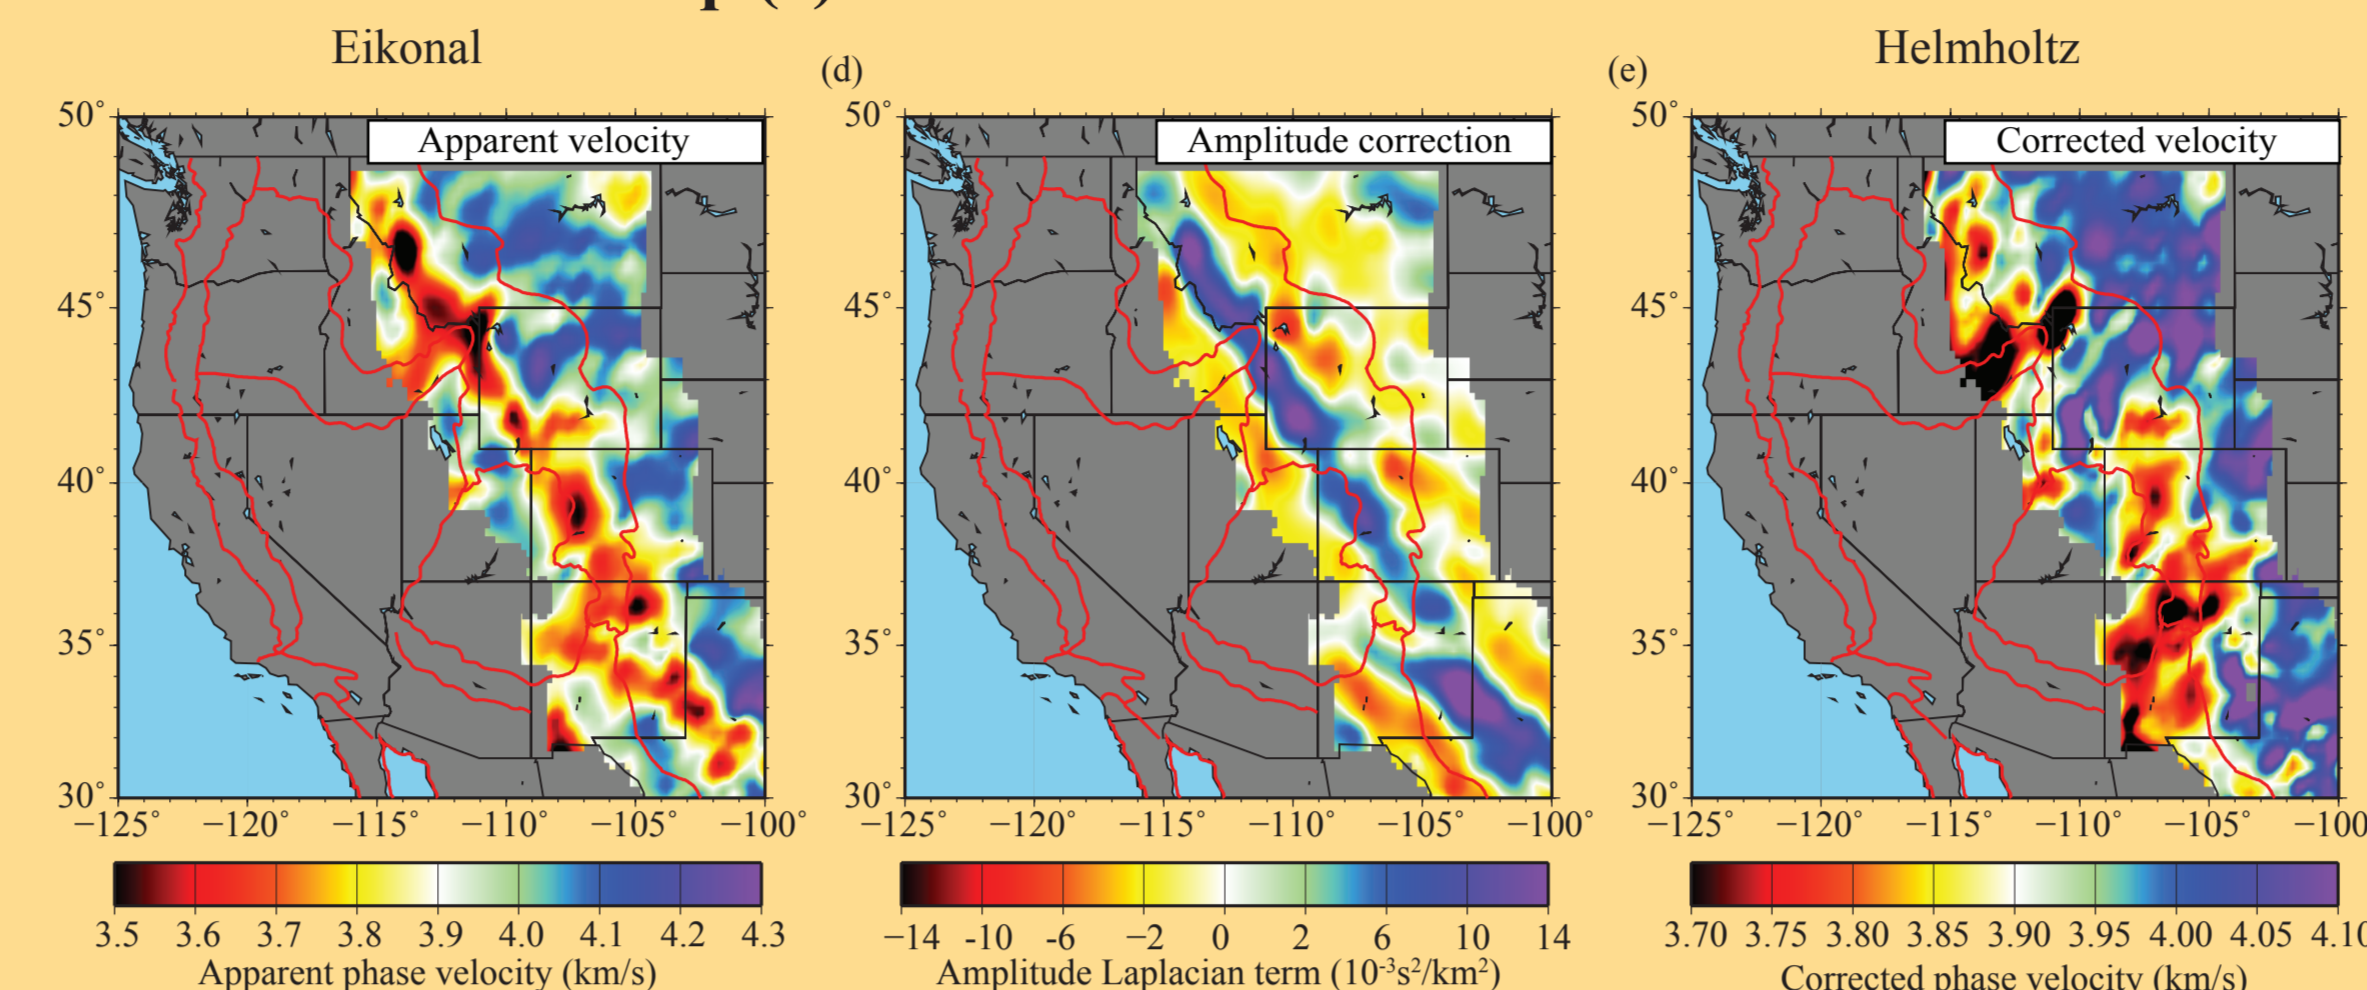 Eikonal
(d)
(e)
Helmholtz
50°
Apparent velocity
45°
40°
35°
30°
−125° −120° −115° −110° −105° −100°
3.5 3.6 3.7 3.8 3.9 4.0 4.1 4.2 4.3
Apparent phase velocity (km/s)
50°
Amplitude correction
45°
40°
35°
30°
−125° −120° −115° −110° −105° −100°
−14 -10 -6 −2 0 2 6 10 14
Amplitude Laplacian term (10⁻³s²/km²)
50°
Corrected velocity
45°
40°
35°
30°
−125° −120° −115° −110° −105° −100
3.70 3.75 3.80 3.85 3.90 3.95 4.00 4.05 4.10
Corrected phase velocity (km/s)